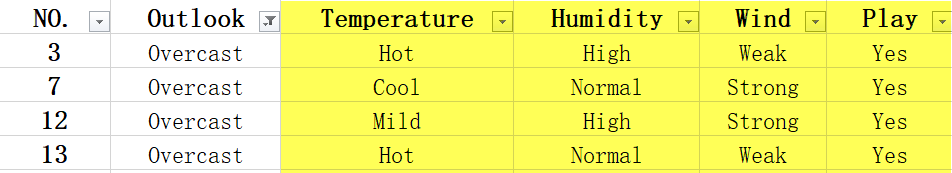 NO. Outlook Temperature Humidity Wind Play
3 Overcast Hot High Weak Yes
7 Overcast Cool Normal Strong Yes
12 Overcast Mild High Strong Yes
13 Overcast Hot Normal Weak Yes